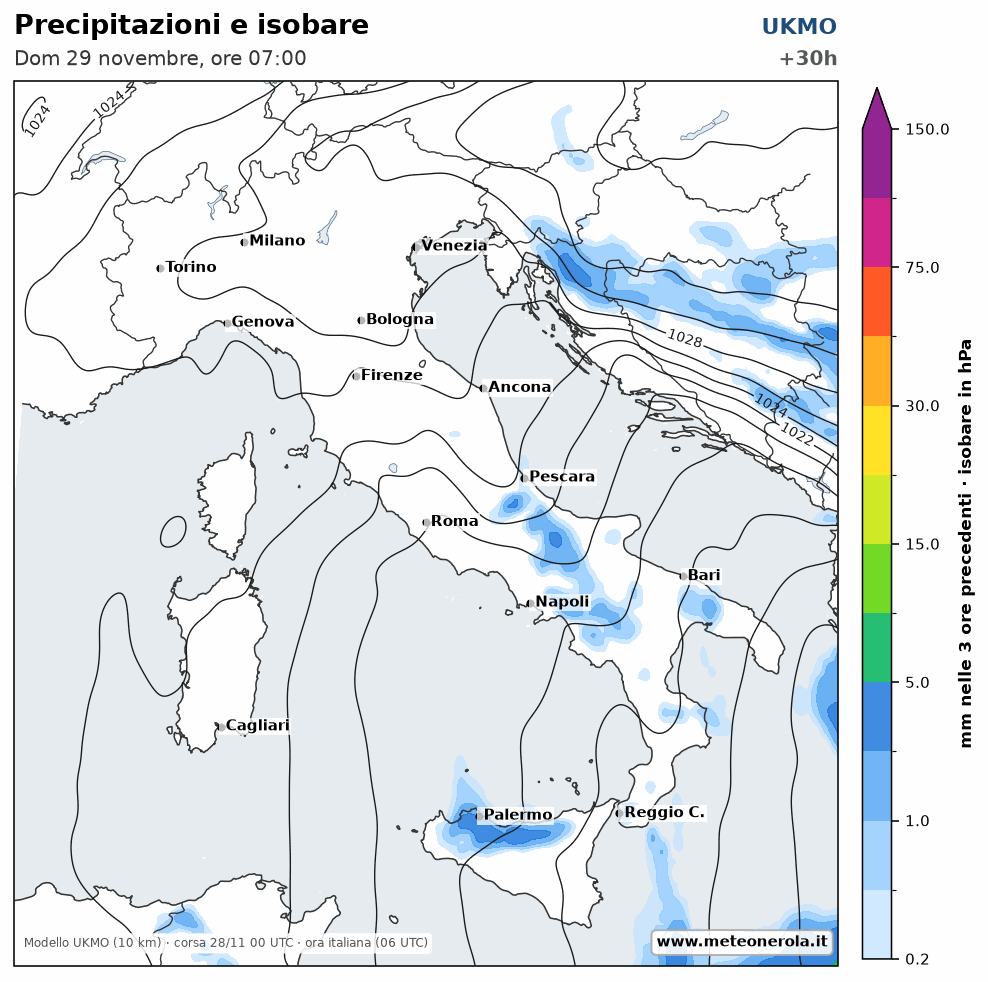 Precipitazioni e isobare
UKMO
Dom 29 novembre, ore 07:00
+30h
1024
1024
Milano
Venezia
Torino
Genova
Bologna
Firenze
Ancona
1028
1024
1022
Pescara
Roma
Bari
Napoli
Cagliari
Palermo
Reggio C.
Modello UKMO (10 km) · corsa 28/11 00 UTC · ora italiana (06 UTC)
www.meteonerola.it
150.0
75.0
30.0
15.0
5.0
1.0
0.2
mm nelle 3 ore precedenti · isobare in hPa